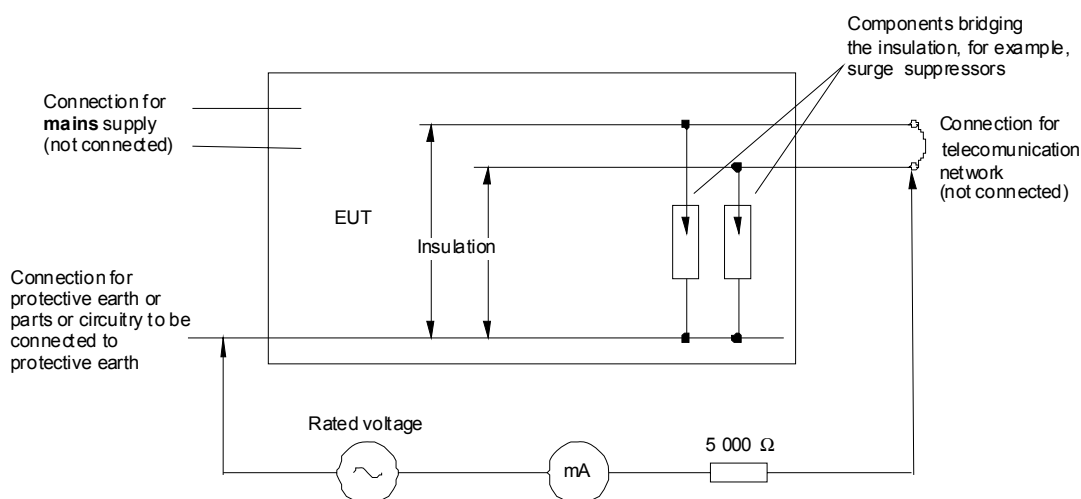 Components bridging
the insulation, for example,
surge suppressors
Connection for
mains supply
(not connected)
Connection for
telecomunication
network
(not connected)
EUT
Insulation
Connection for
protective earth or
parts or circuitry to be
connected to
protective earth
Rated voltage
mA
5 000 Ω